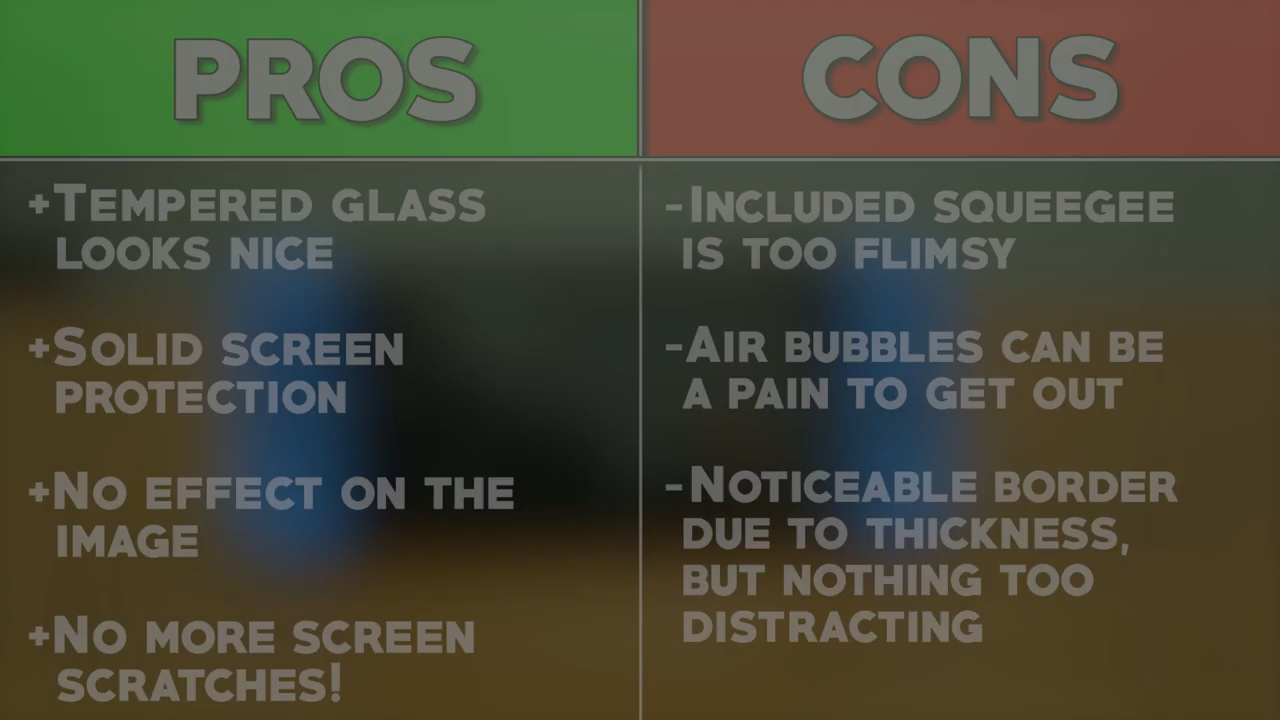 PROS
+TEMPERED GLASS
LOOKS NICE
+SOLID SCREEN
PROTECTION
+NO EFFECT ON THE
IMAGE
+NO MORE SCREEN
SCRATCHES!
CONS
-INCLUDED SQUEEGEE
IS TOO FLIMSY
-AIR BUBBLES CAN BE
A PAIN TO GET OUT
-NOTICEABLE BORDER
DUE TO THICKNESS,
BUT NOTHING TOO
DISTRACTING